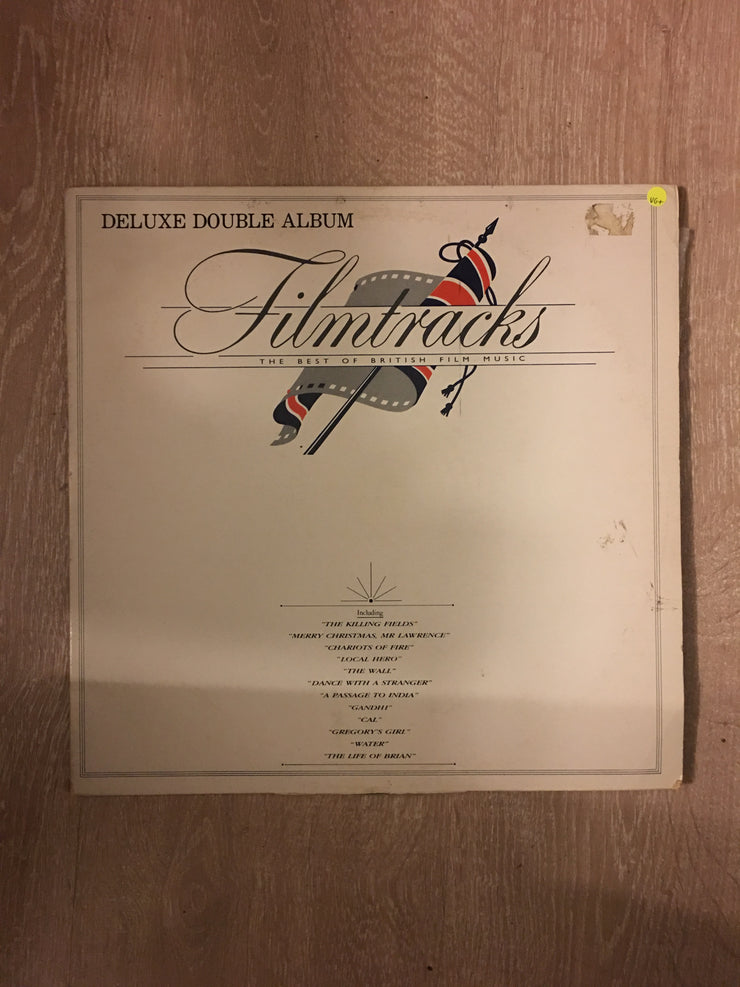 DELUXE DOUBLE ALBUM
VG+
Filmtracks
THE BEST OF BRITISH FILM MUSIC
Including
"THE KILLING FIELDS"
"MERRY CHRISTMAS, MR LAWRENCE"
"CHARIOTS OF FIRE"
"LOCAL HERO"
"THE WALL"
"DANCE WITH A STRANGER"
"A PASSAGE TO INDIA"
"GANDHI"
"CAL"
"GREGORY'S GIRL"
"WATER"
"THE LIFE OF BRIAN"